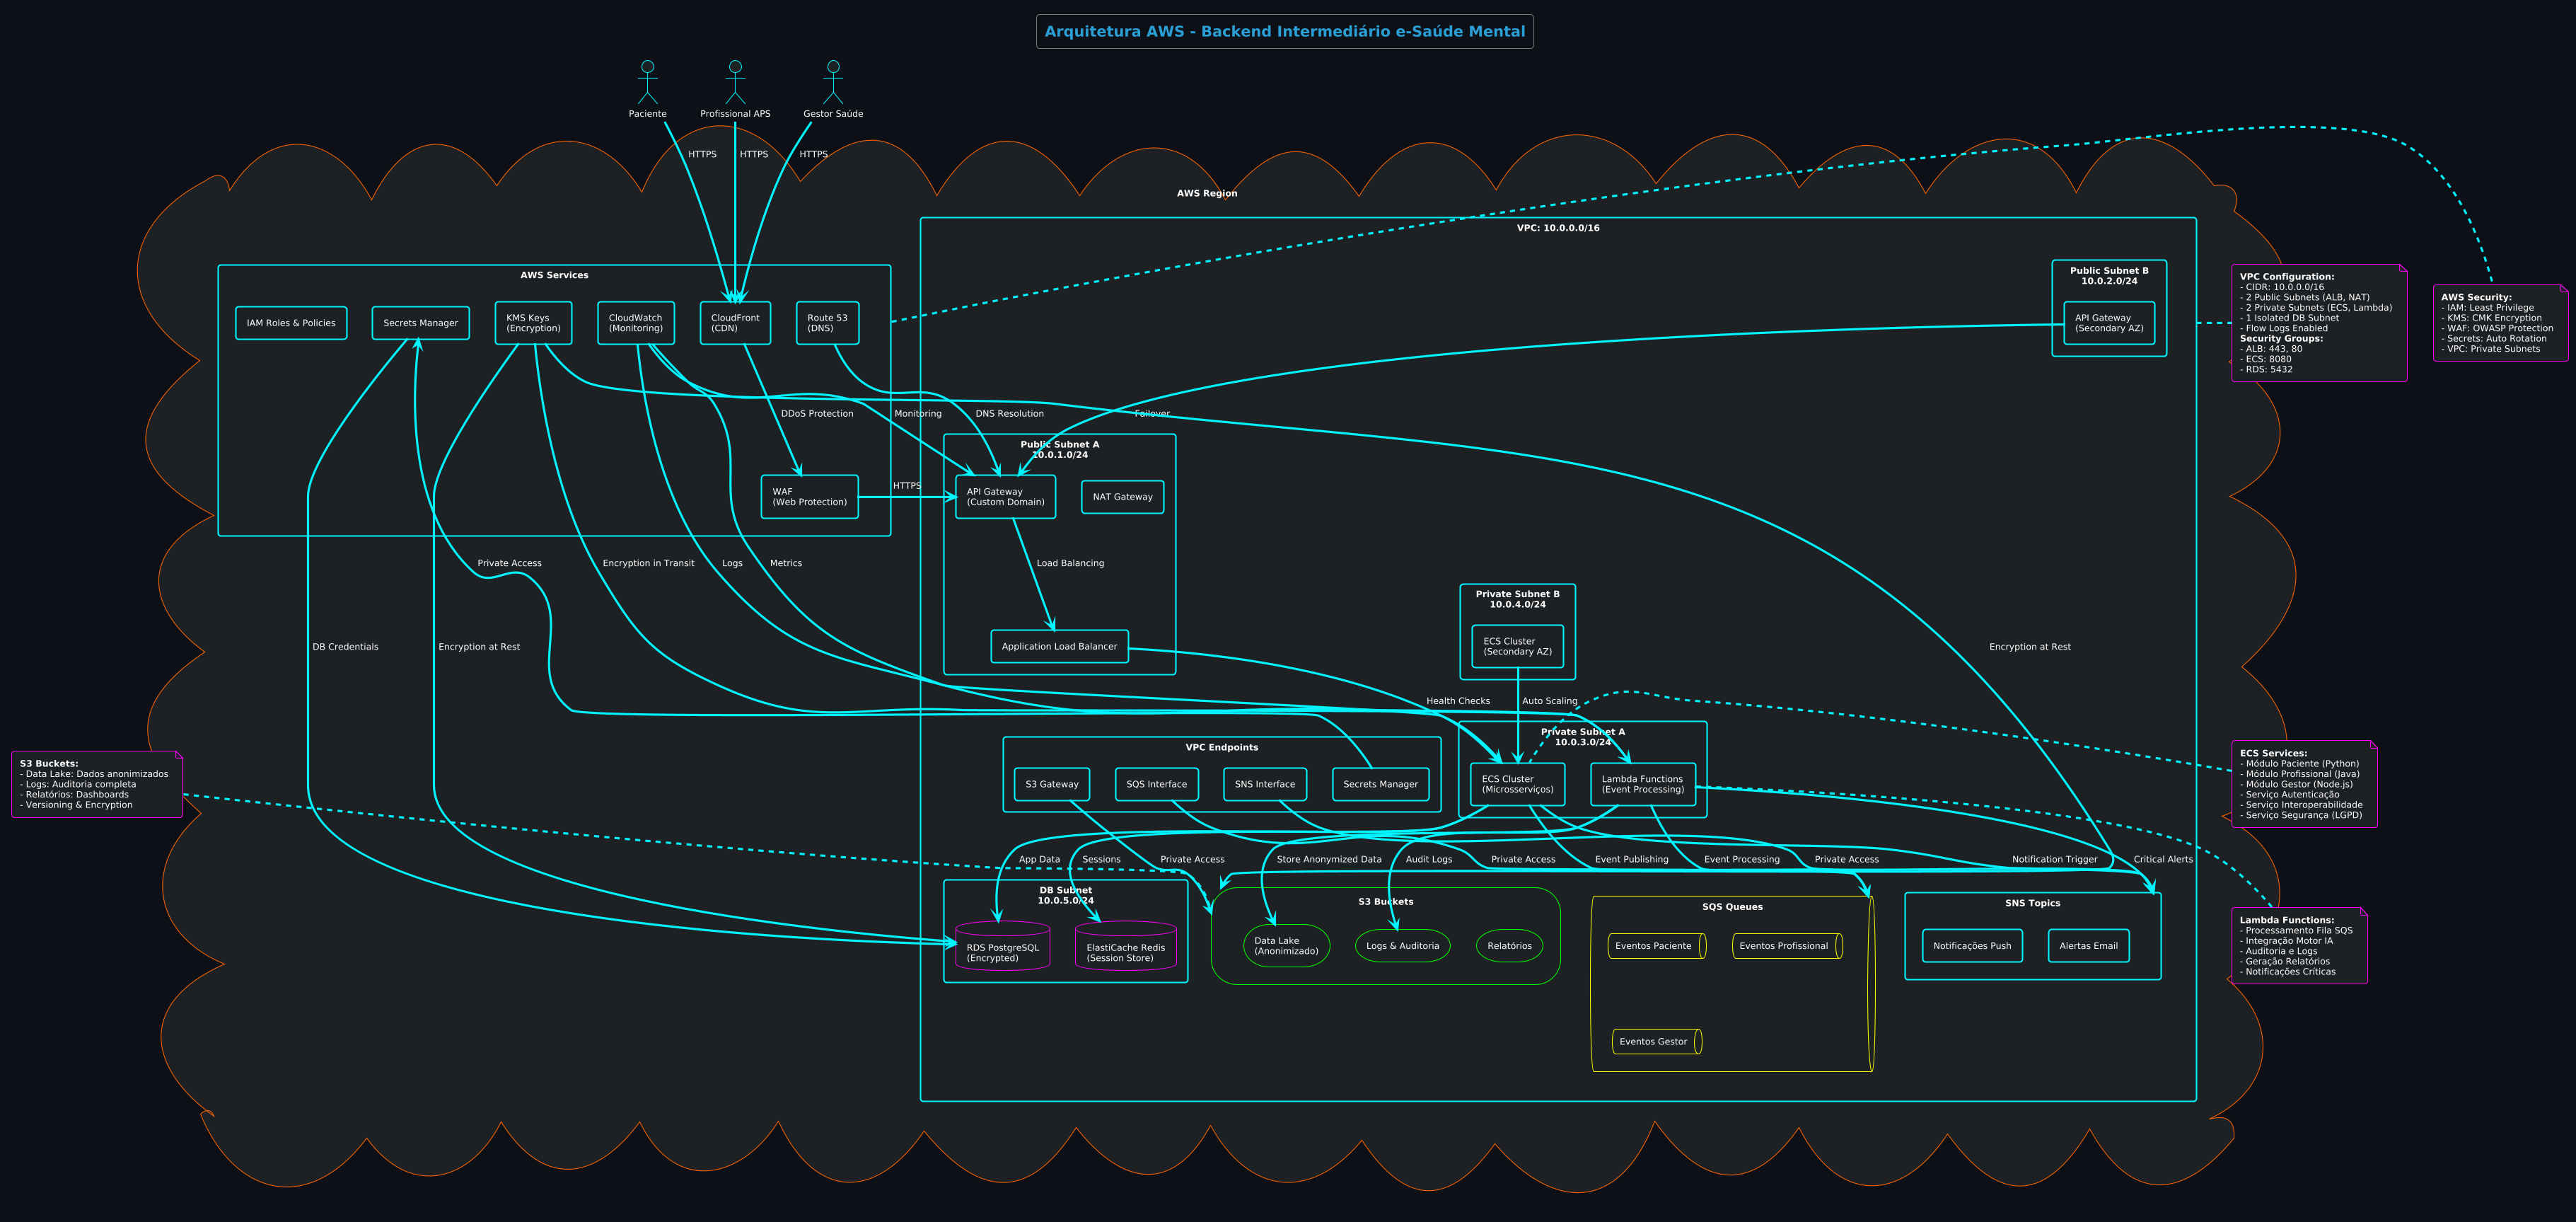 Arquitetura AWS - Backend Intermediário e-Saúde Mental
Paciente
Profissional APS
Gestor Saúde
HTTPS
HTTPS
HTTPS
AWS Region
VPC: 10.0.0.0/16
AWS Services
IAM Roles & Policies
Secrets Manager
KMS Keys
(Encryption)
CloudWatch
(Monitoring)
CloudFront
(CDN)
Route 53
(DNS)
Public Subnet B
10.0.2.0/24
API Gateway
(Secondary AZ)
VPC Configuration:
- CIDR: 10.0.0.0/16
- 2 Public Subnets (ALB, NAT)
- 2 Private Subnets (ECS, Lambda)
- 1 Isolated DB Subnet
- Flow Logs Enabled
Security Groups:
- ALB: 443, 80
- ECS: 8080
- RDS: 5432
AWS Security:
- IAM: Least Privilege
- KMS: CMK Encryption
- WAF: OWASP Protection
- Secrets: Auto Rotation
- VPC: Private Subnets
DDoS Protection
Monitoring
DNS Resolution
Failover
Public Subnet A
10.0.1.0/24
WAF
(Web Protection)
HTTPS
API Gateway
(Custom Domain)
NAT Gateway
Private Access
Encryption in Transit
Logs
Metrics
Load Balancing
Private Subnet B
10.0.4.0/24
ECS Cluster
(Secondary AZ)
DB Credentials
Encryption at Rest
Application Load Balancer
Encryption at Rest
Health Checks
Auto Scaling
Private Subnet A
10.0.3.0/24
VPC Endpoints
S3 Gateway
SQS Interface
SNS Interface
Secrets Manager
ECS Cluster
(Microsserviços)
Lambda Functions
(Event Processing)
S3 Buckets:
- Data Lake: Dados anonimizados
- Logs: Auditoria completa
- Relatórios: Dashboards
- Versioning & Encryption
ECS Services:
- Módulo Paciente (Python)
- Módulo Profissional (Java)
- Módulo Gestor (Node.js)
- Serviço Autenticação
- Serviço Interoperabilidade
- Serviço Segurança (LGPD)
App Data
Sessions
Private Access
Store Anonymized Data
Audit Logs
Private Access
Event Publishing
Event Processing
Private Access
Notification Trigger
Critical Alerts
DB Subnet
10.0.5.0/24
RDS PostgreSQL
(Encrypted)
ElastiCache Redis
(Session Store)
S3 Buckets
Data Lake
(Anonimizado)
Logs & Auditoria
Relatórios
SQS Queues
Eventos Paciente
Eventos Profissional
Eventos Gestor
SNS Topics
Notificações Push
Alertas Email
Lambda Functions:
- Processamento Fila SQS
- Integração Motor IA
- Auditoria e Logs
- Geração Relatórios
- Notificações Críticas